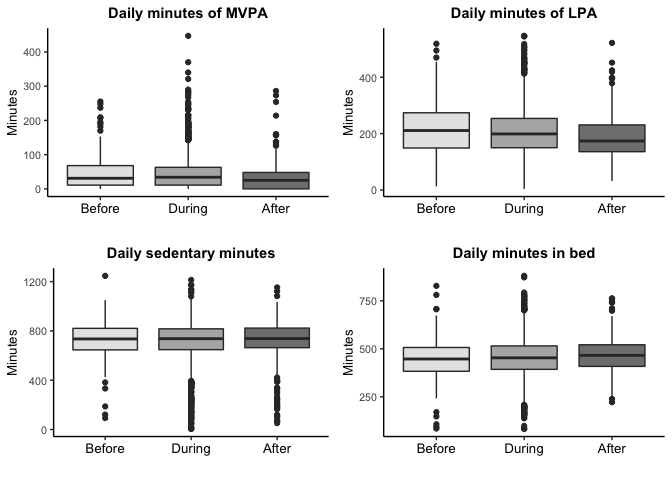 Daily minutes of MVPA
Minutes
400
300
200
100
0
Before During After
Daily minutes of LPA
Minutes
400
200
0
Before During After
Daily sedentary minutes
Minutes
1200
800
400
0
Before During After
Daily minutes in bed
Minutes
750
500
250
Before During After